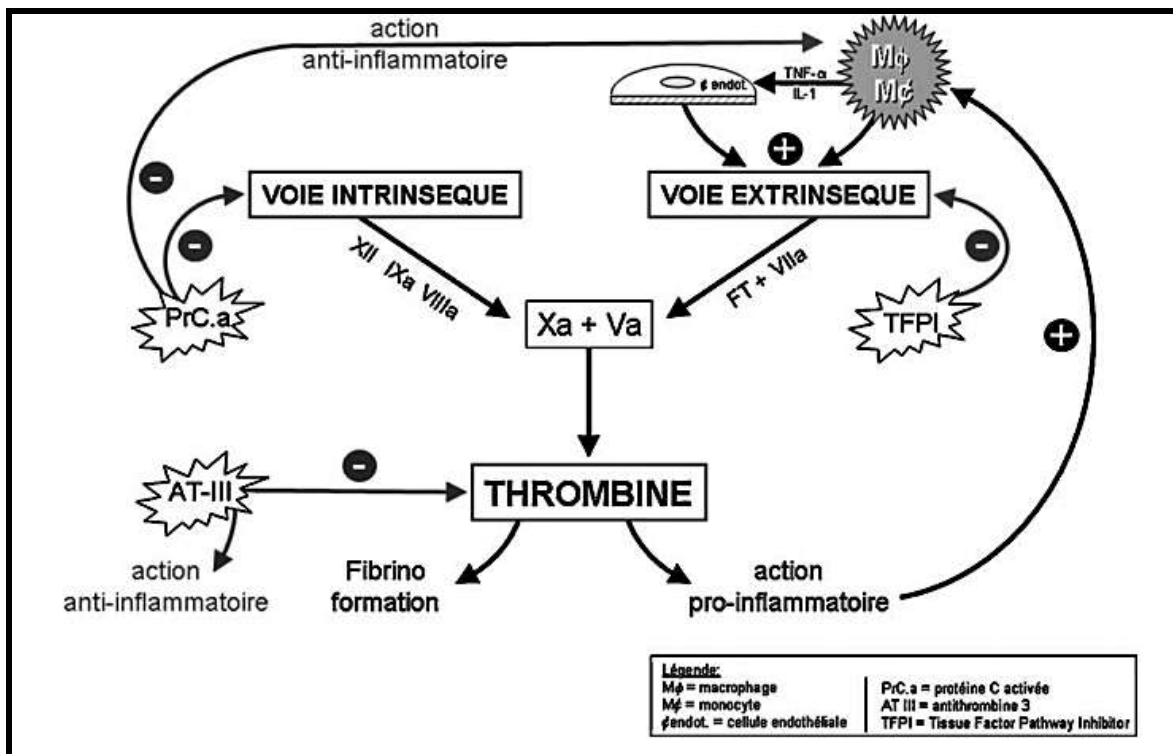 action
anti-inflammatoire
Mϕ
M¢
TNF-α
IL-1
¢ endot.
+
-
-
VOIE INTRINSEQUE
VOIE EXTRINSEQUE
-
XII IXa VIIIa
FT + VIIa
PrC.a
Xa + Va
TFPI
+
-
AT-III
THROMBINE
action
anti-inflammatoire
Fibrino
formation
action
pro-inflammatoire
Légende:
Mϕ = macrophage
M¢ = monocyte
¢endot. = cellule endothéliale
PrC.a = protéine C activée
AT III = antithrombine 3
TFPI = Tissue Factor Pathway Inhibitor